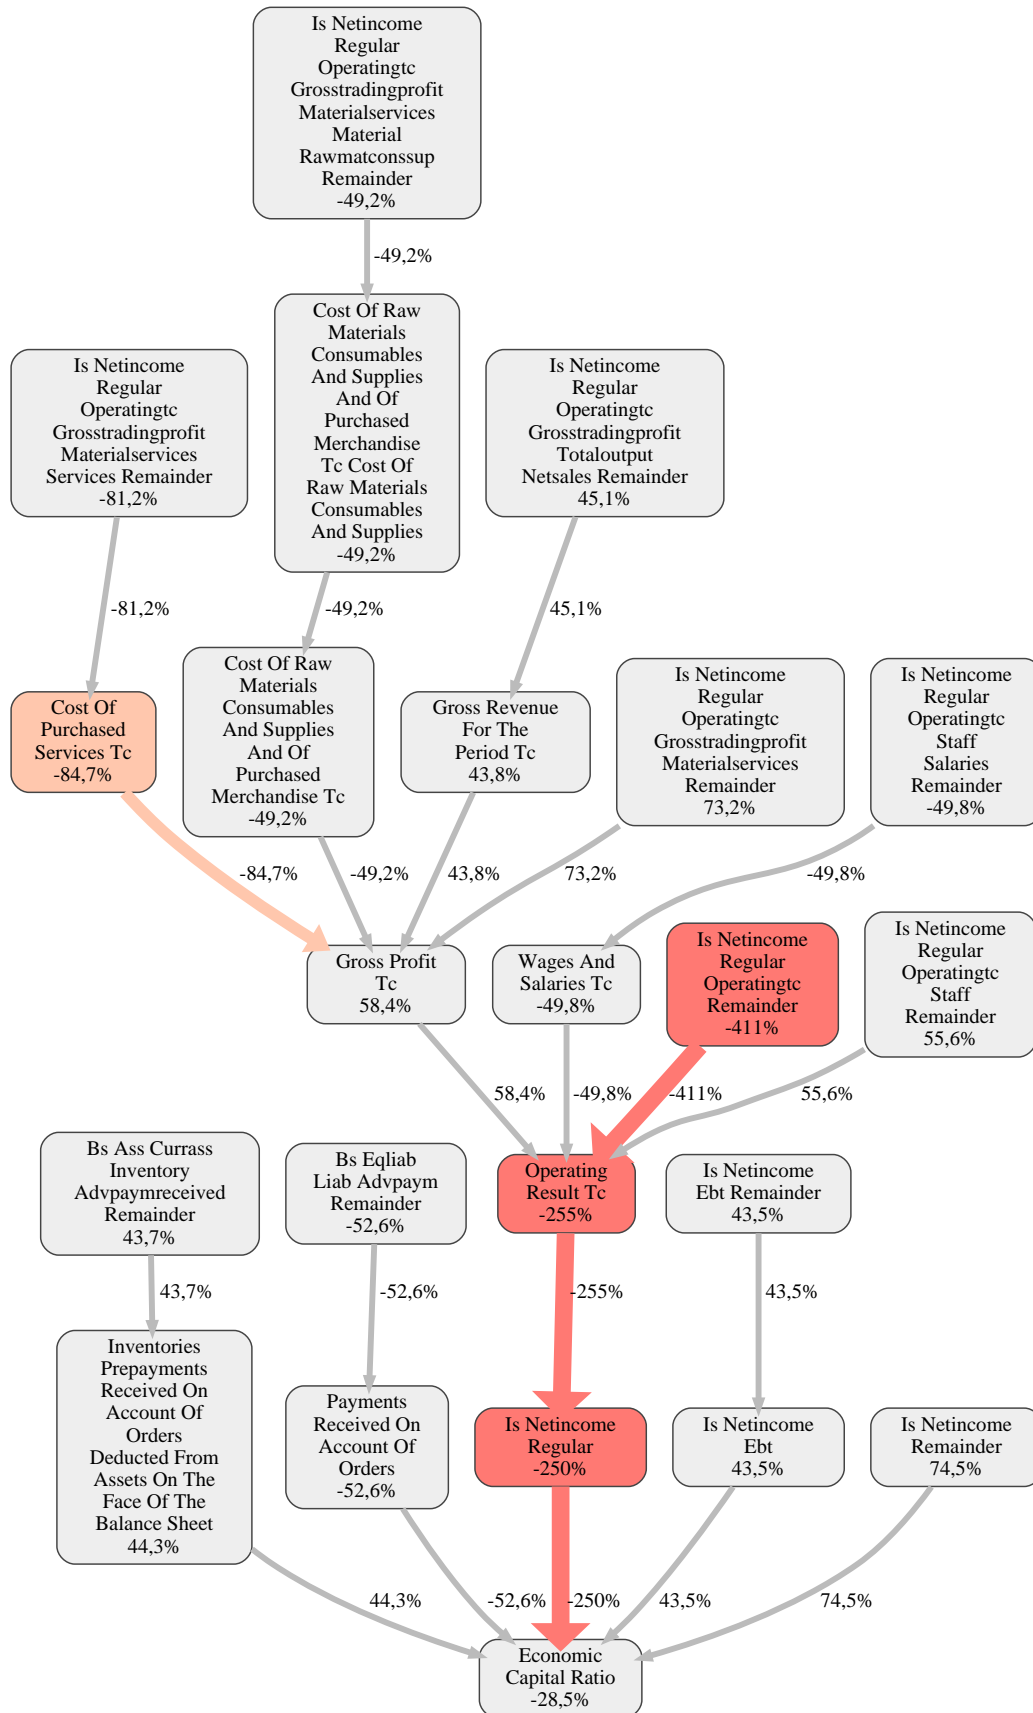 Is Netincome
Regular
Operatingtc
Grosstradingprofit
Materialservices
Material
Rawmatconssup
Remainder
-49,2%
-49,2%
Cost Of Raw
Materials
Consumables
And Supplies
And Of
Purchased
Merchandise
Tc Cost Of
Raw Materials
Consumables
And Supplies
-49,2%
Is Netincome
Regular
Operatingtc
Grosstradingprofit
Materialservices
Services Remainder
-81,2%
Is Netincome
Regular
Operatingtc
Grosstradingprofit
Totaloutput
Netsales Remainder
45,1%
-81,2%
-49,2%
45,1%
Cost Of
Purchased
Services Tc
-84,7%
Cost Of Raw
Materials
Consumables
And Supplies
And Of
Purchased
Merchandise Tc
-49,2%
Gross Revenue
For The
Period Tc
43,8%
Is Netincome
Regular
Operatingtc
Grosstradingprofit
Materialservices
Remainder
73,2%
Is Netincome
Regular
Operatingtc
Staff
Salaries
Remainder
-49,8%
-84,7%
-49,2%
43,8%
73,2%
-49,8%
Gross Profit
Tc
58,4%
Wages And
Salaries Tc
-49,8%
Is Netincome
Regular
Operatingtc
Remainder
-411%
Is Netincome
Regular
Operatingtc
Staff
Remainder
55,6%
58,4%
-49,8%
-411%
55,6%
Bs Ass Currass
Inventory
Advpaymreceived
Remainder
43,7%
Bs Eqliab
Liab Advpaym
Remainder
-52,6%
Operating
Result Tc
-255%
Is Netincome
Ebt Remainder
43,5%
43,7%
-52,6%
-255%
43,5%
Inventories
Prepayments
Received On
Account Of
Orders
Deducted From
Assets On The
Face Of The
Balance Sheet
44,3%
Payments
Received On
Account Of
Orders
-52,6%
Is Netincome
Regular
-250%
Is Netincome
Ebt
43,5%
Is Netincome
Remainder
74,5%
44,3%
-52,6%
-250%
43,5%
74,5%
Economic
Capital Ratio
-28,5%